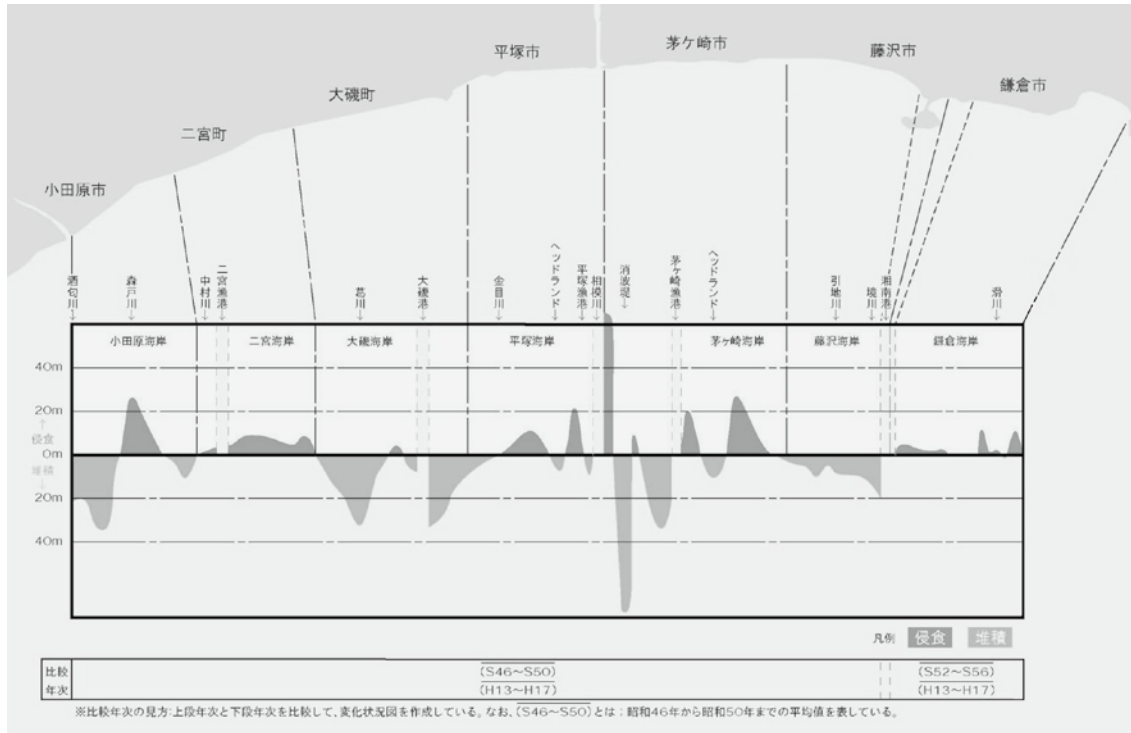 平塚市
茅ケ崎市
藤沢市
鎌倉市
大磯町
二宮町
小田原市
酒匂川
森戸川
中村川
二宮漁港
葛川
大磯港
金目川
ヘッドランド
平塚漁港
相模川
消波堤
茅ケ崎漁港
ヘッドランド
引地川
境川
湘南港
滑川
小田原海岸
二宮海岸
大磯海岸
平塚海岸
茅ケ崎海岸
藤沢海岸
鎌倉海岸
40m
20m
↑
侵食
0m
堆積
↓
20m
40m
凡例 侵食 堆積
比較
年次
(S46～S50)
(H13～H17)
(S52～S56)
(H13～H17)
※比較年次の見方:上段年次と下段年次を比較して、変化状況図を作成している。なお、(S46～S50)とは：昭和46年から昭和50年までの平均値を表している。